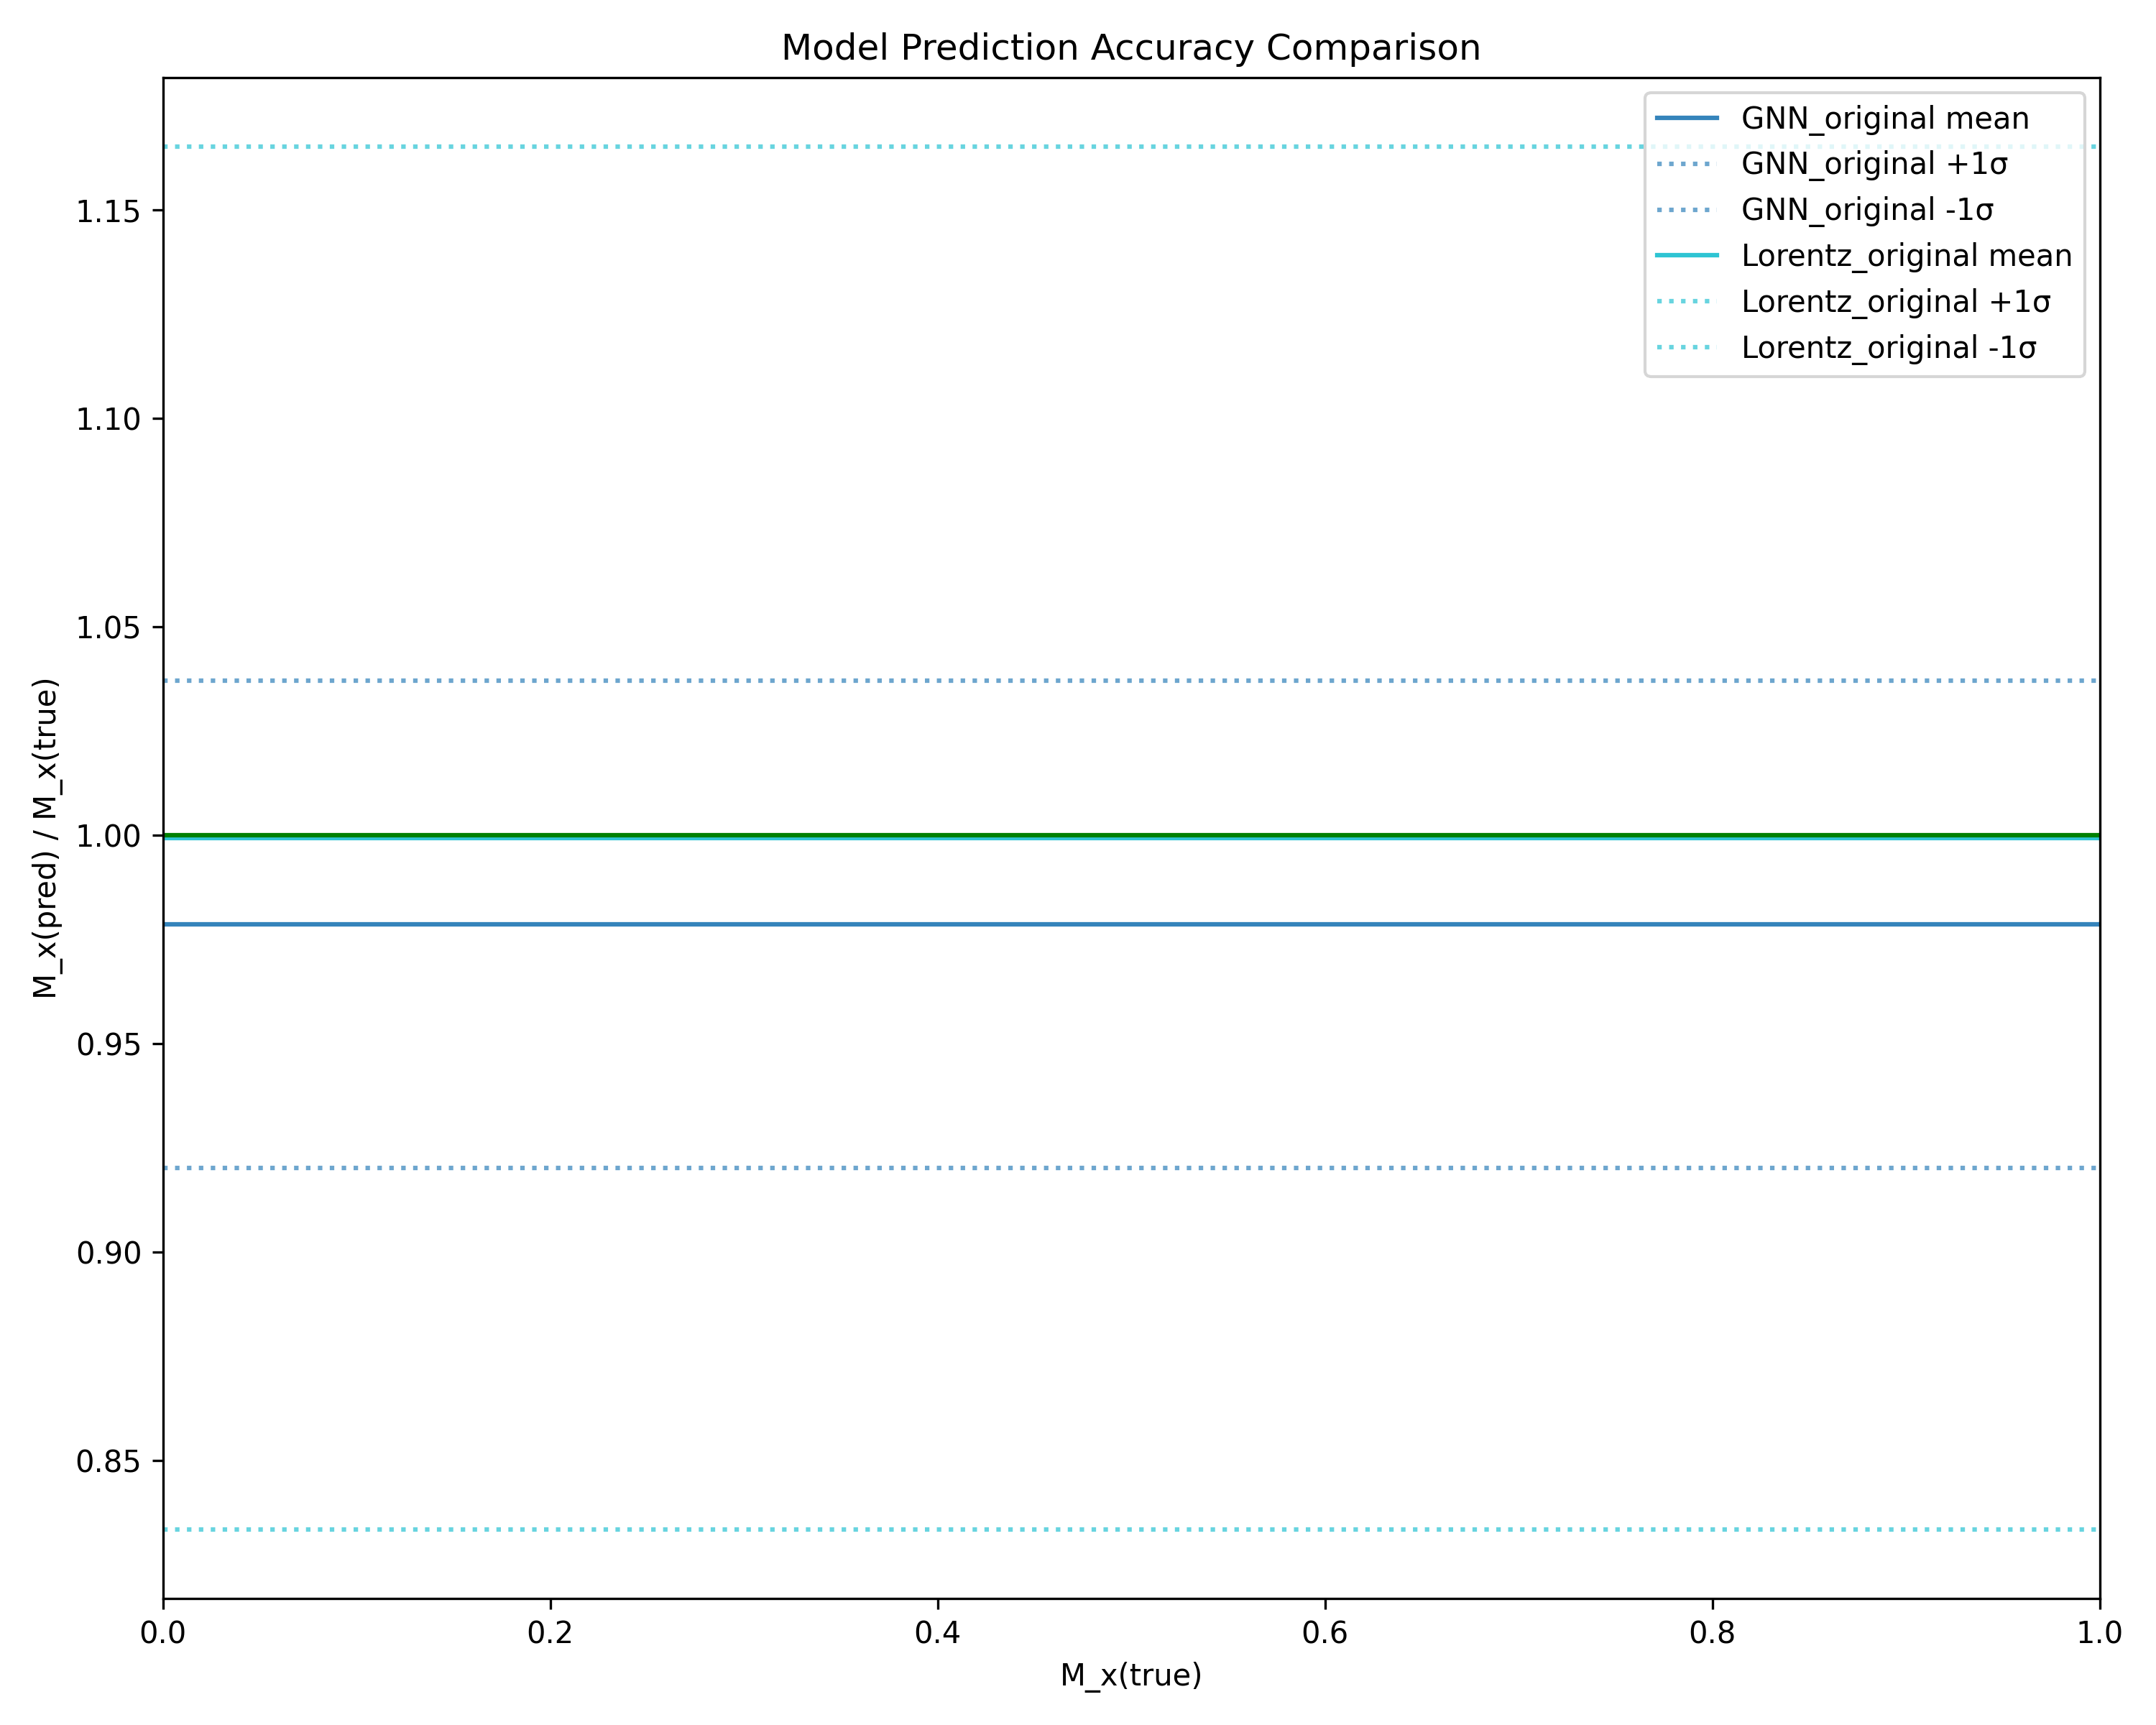 Model Prediction Accuracy Comparison
GNN_original mean
GNN_original +1σ
GNN_original -1σ
Lorentz_original mean
Lorentz_original +1σ
Lorentz_original -1σ
M_x(pred) / M_x(true)
1.15
1.10
1.05
1.00
0.95
0.90
0.85
0.0 0.2 0.4 0.6 0.8 1.0
M_x(true)